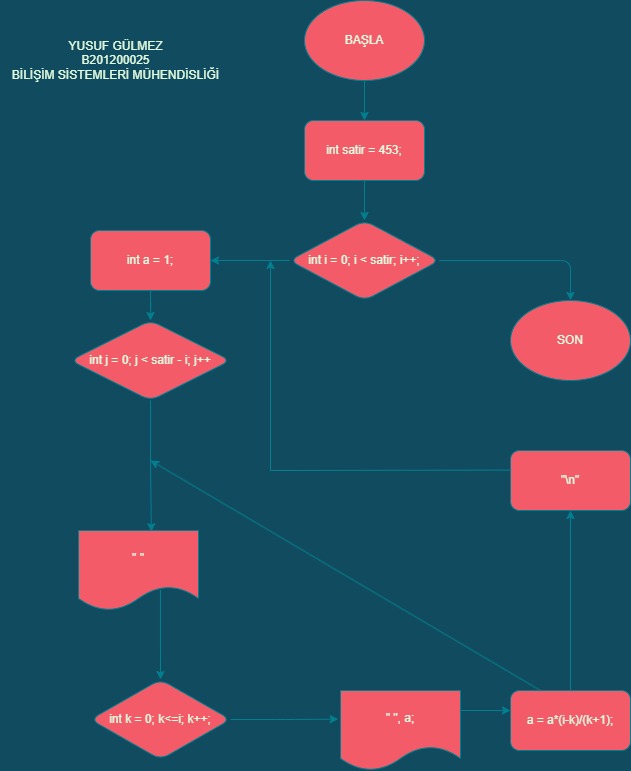 YUSUF GÜLMEZ
B201200025
BİLİŞİM SİSTEMLERİ MÜHENDİSLİĞİ
BAŞLA
int satir = 453;
int i = 0; i < satir; i++;
int a = 1;
SON
int j = 0; j < satir - i; j++
"\n"
" "
int k = 0; k<=i; k++;
" ", a;
a = a*(i-k)/(k+1);